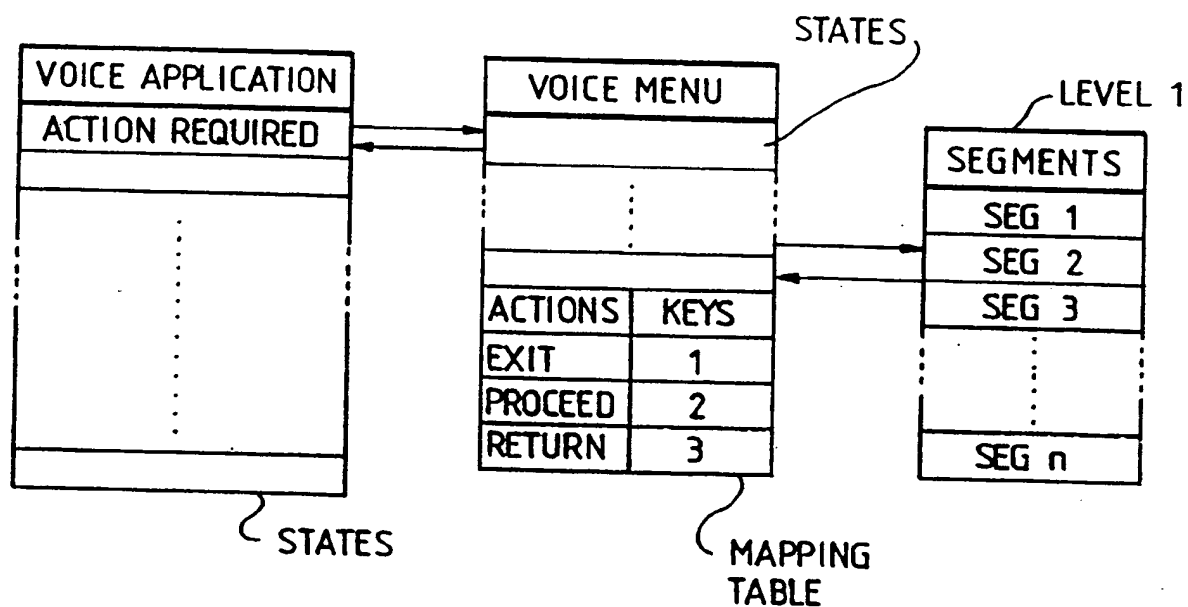 STATES
VOICE APPLICATION
ACTION REQUIRED
STATES
VOICE MENU
ACTIONS KEYS
EXIT 1
PROCEED 2
RETURN 3
MAPPING
TABLE
LEVEL 1
SEGMENTS
SEG 1
SEG 2
SEG 3
SEG n